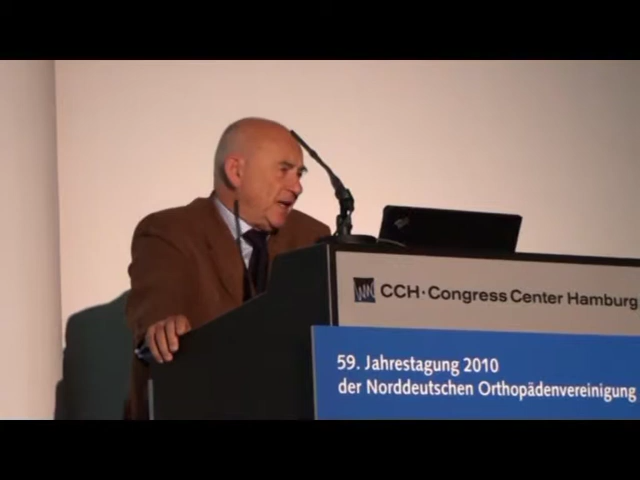 CCH·Congress Center Hamburg
59. Jahrestagung 2010
der Norddeutschen Orthopädenvereinigung